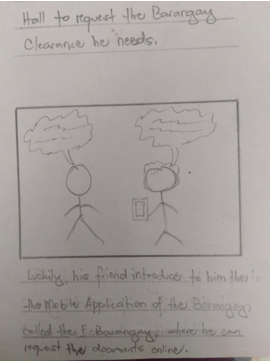 Hall to request the Barangay
Clearance he needs.
Luckily, his friend introduce to him the
the Mobile Application of the Barangay,
called the E-Barangay, where he can
request the documents online.